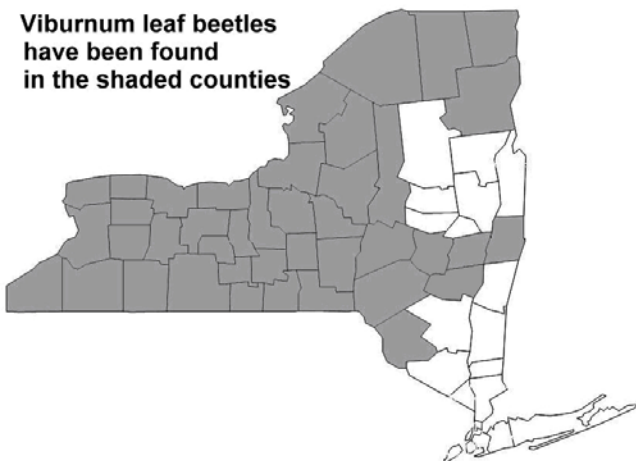 Viburnum leaf beetles
have been found
in the shaded counties